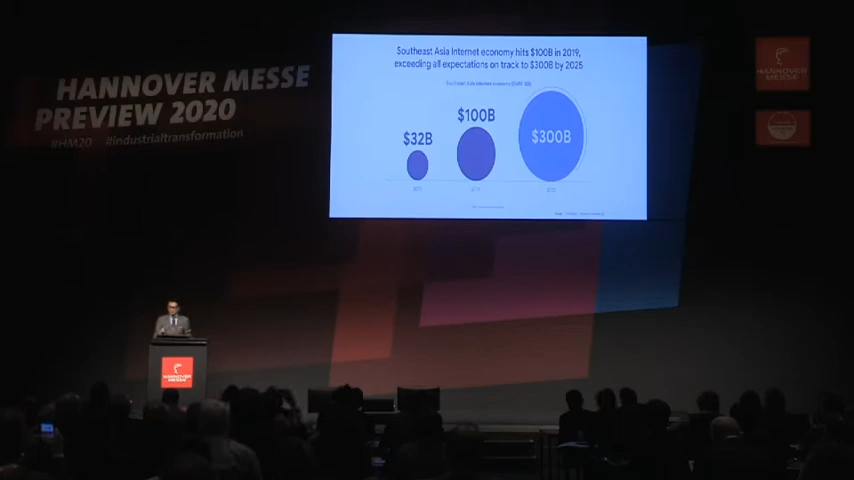 HANNOVER MESSE
PREVIEW 2020
#HM20 #industrialtransformation
Southeast Asia Internet economy hits $100B in 2019,
exceeding all expectations on track to $300B by 2025
$32B
$100B
$300B
HANNOVER
MESSE
HANNOVER
MESSE